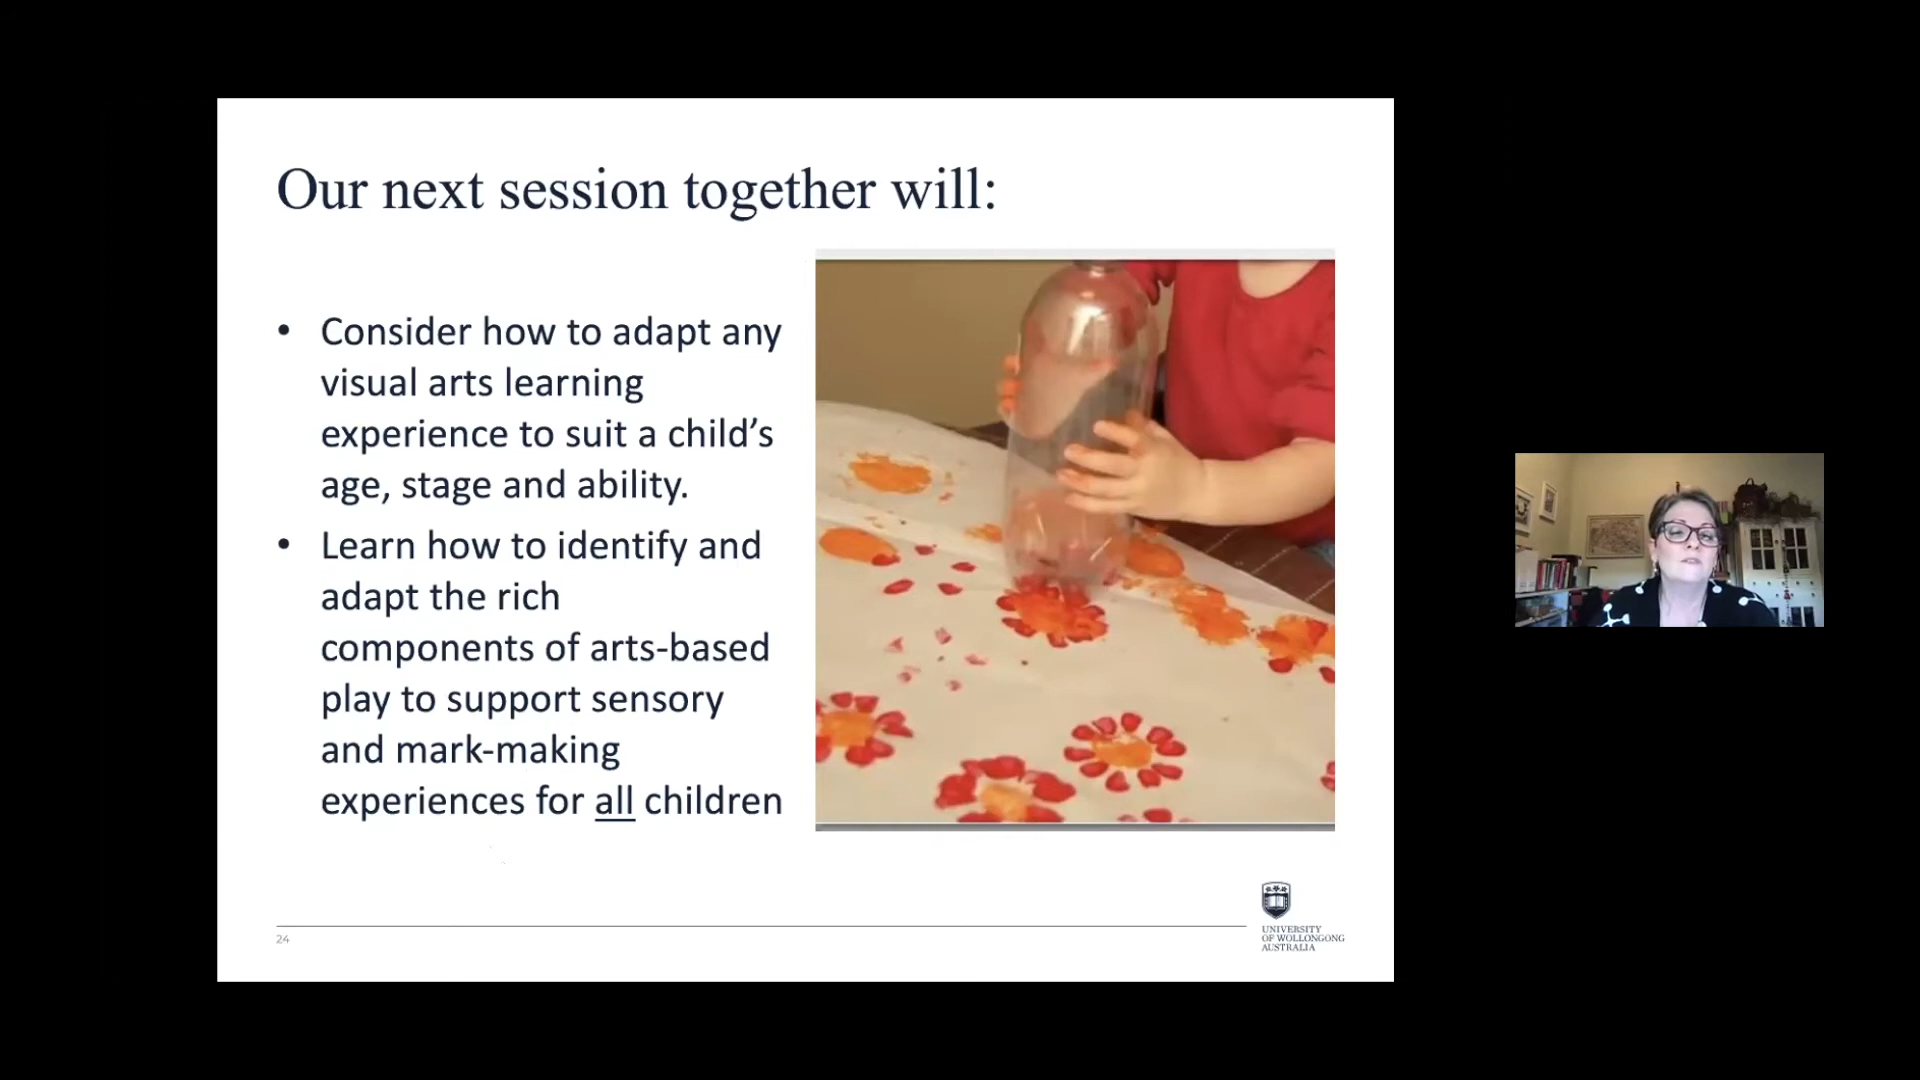 Our next session together will:
• Consider how to adapt any
visual arts learning
experience to suit a child’s
age, stage and ability.
• Learn how to identify and
adapt the rich
components of arts-based
play to support sensory
and mark-making
experiences for all children
24
UNIVERSITY
OF WOLLONGONG
AUSTRALIA